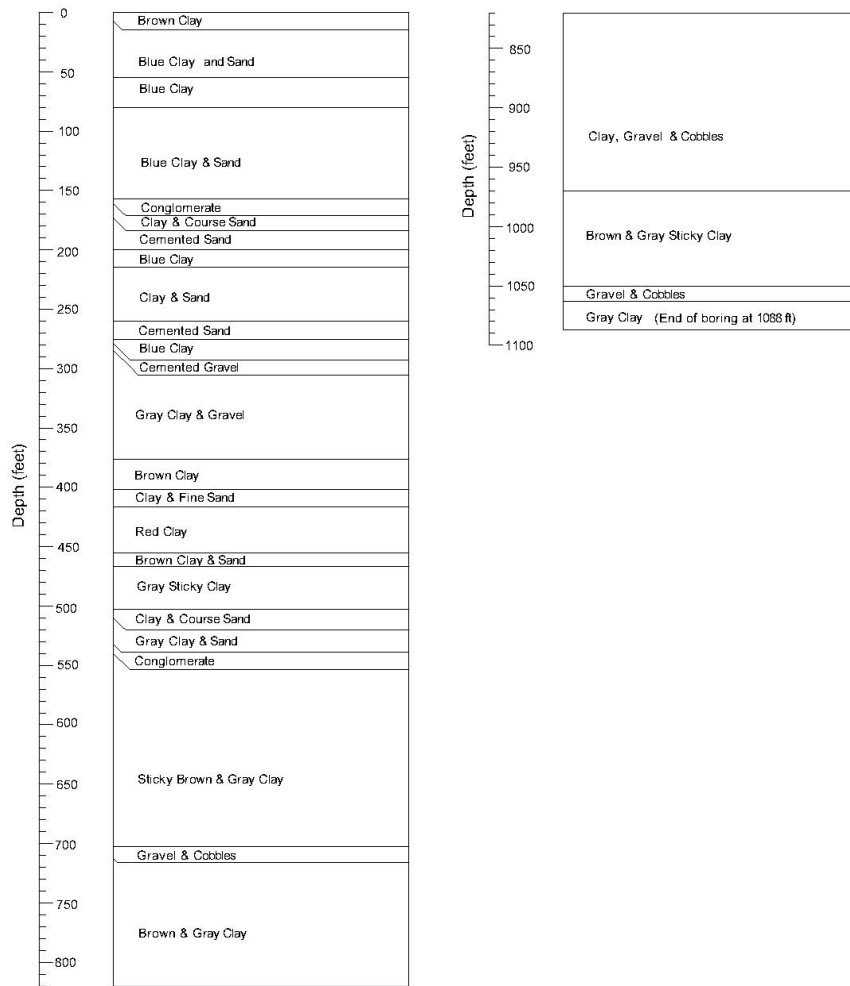 0
50
100
150
200
250
300
350
400
450
500
550
600
650
700
750
800
Depth (feet)
Brown Clay
Blue Clay and Sand
Blue Clay
Blue Clay & Sand
Conglomerate
Clay & Course Sand
Cemented Sand
Blue Clay
Clay & Sand
Cemented Sand
Blue Clay
Cemented Gravel
Gray Clay & Gravel
Brown Clay
Clay & Fine Sand
Red Clay
Brown Clay & Sand
Gray Sticky Clay
Clay & Course Sand
Gray Clay & Sand
Conglomerate
Sticky Brown & Gray Clay
Gravel & Cobbles
Brown & Gray Clay
850
900
950
1000
1050
1100
Depth (feet)
Clay, Gravel & Cobbles
Brown & Gray Sticky Clay
Gravel & Cobbles
Gray Clay (End of boring at 1088 ft)